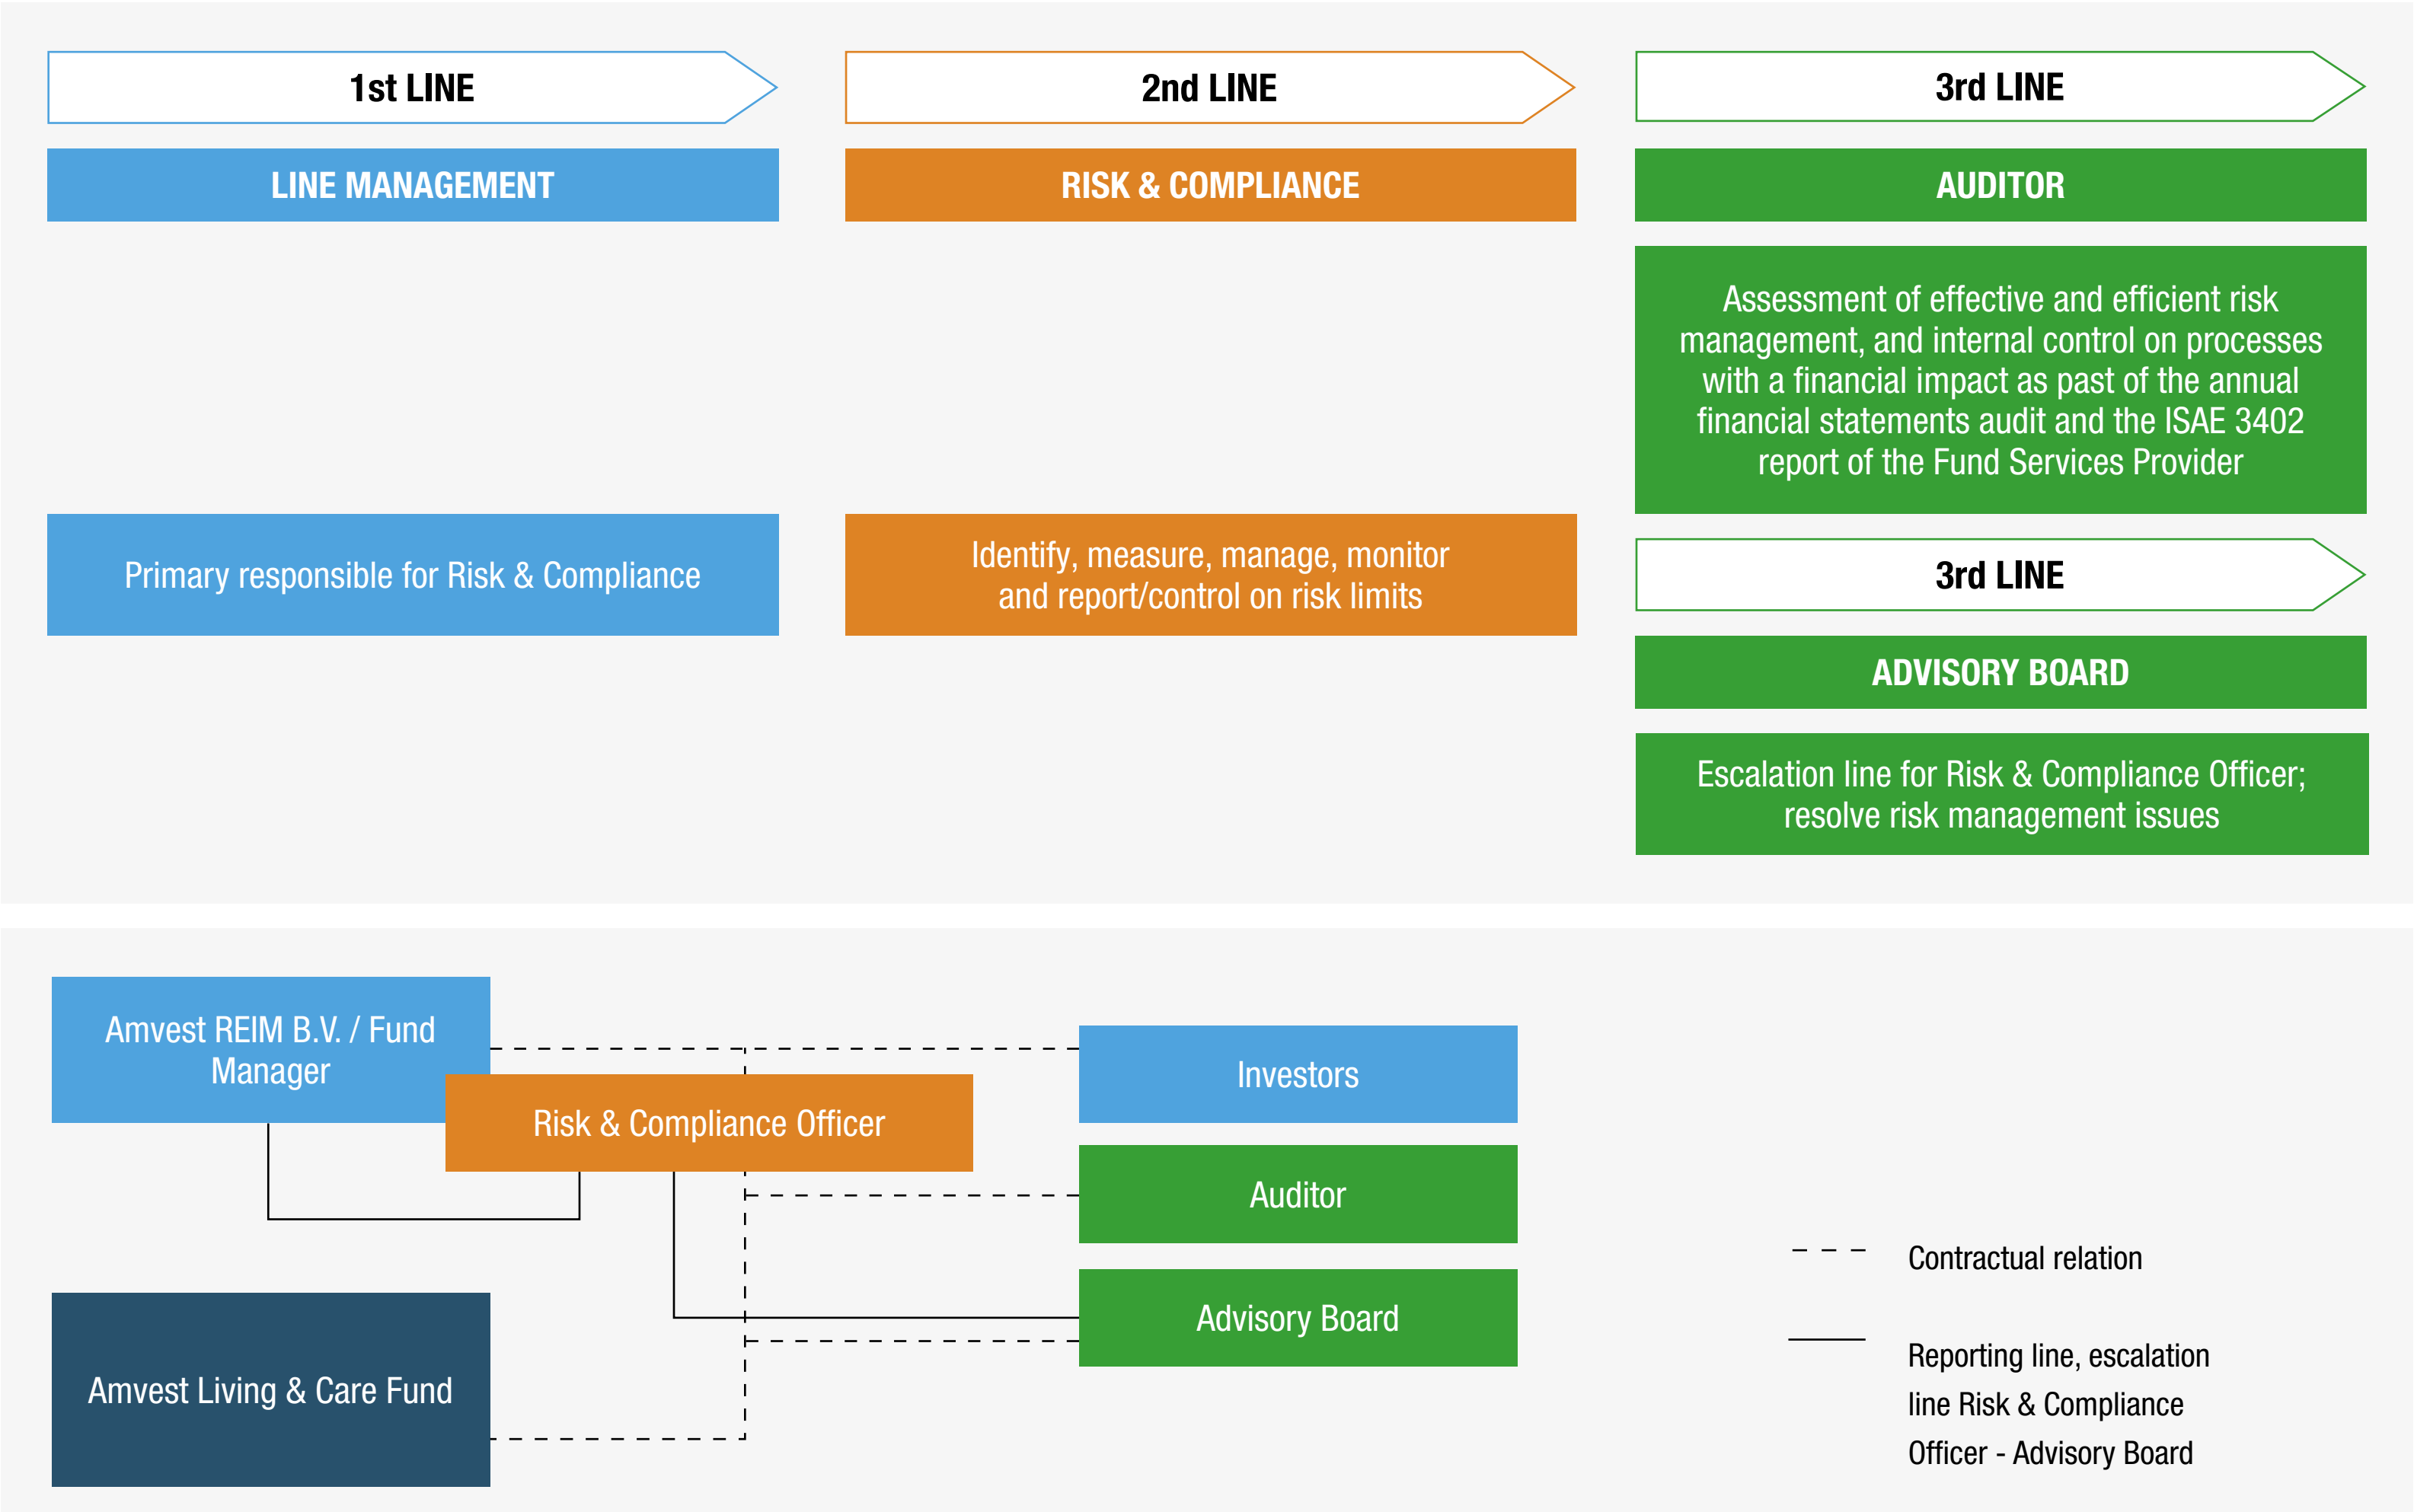 1st LINE
LINE MANAGEMENT
Primary responsible for Risk & Compliance
2nd LINE
RISK & COMPLIANCE
Identify, measure, manage, monitor
and report/control on risk limits
3rd LINE
AUDITOR
Assessment of effective and efficient risk
management, and internal control on processes
with a financial impact as past of the annual
financial statements audit and the ISAE 3402
report of the Fund Services Provider
3rd LINE
ADVISORY BOARD
Escalation line for Risk & Compliance Officer;
resolve risk management issues
Amvest REIM B.V. / Fund
Manager
Risk & Compliance Officer
Amvest Living & Care Fund
Investors
Auditor
Advisory Board
Contractual relation
Reporting line, escalation
line Risk & Compliance
Officer - Advisory Board